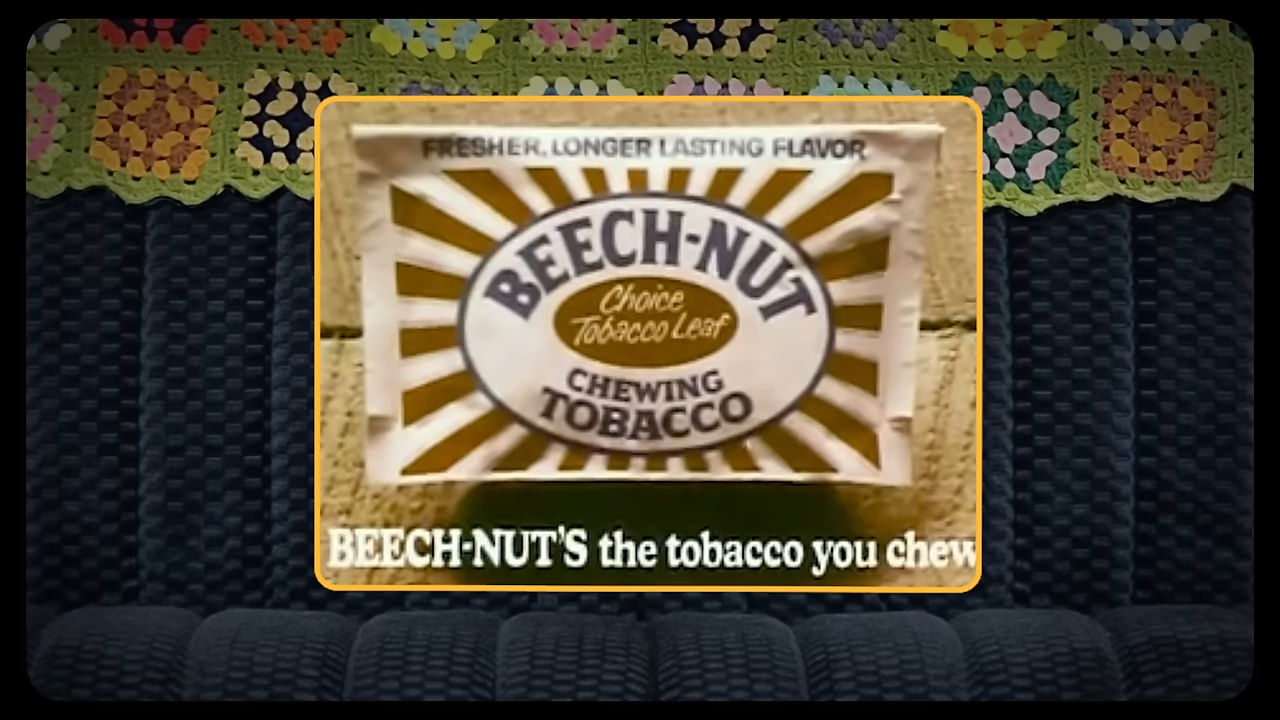 FRESHER, LONGER LASTING FLAVOR
BEECH-NUT
Choice
Tobacco Leaf
CHEWING
TOBACCO
BEECH-NUT'S the tobacco you chew